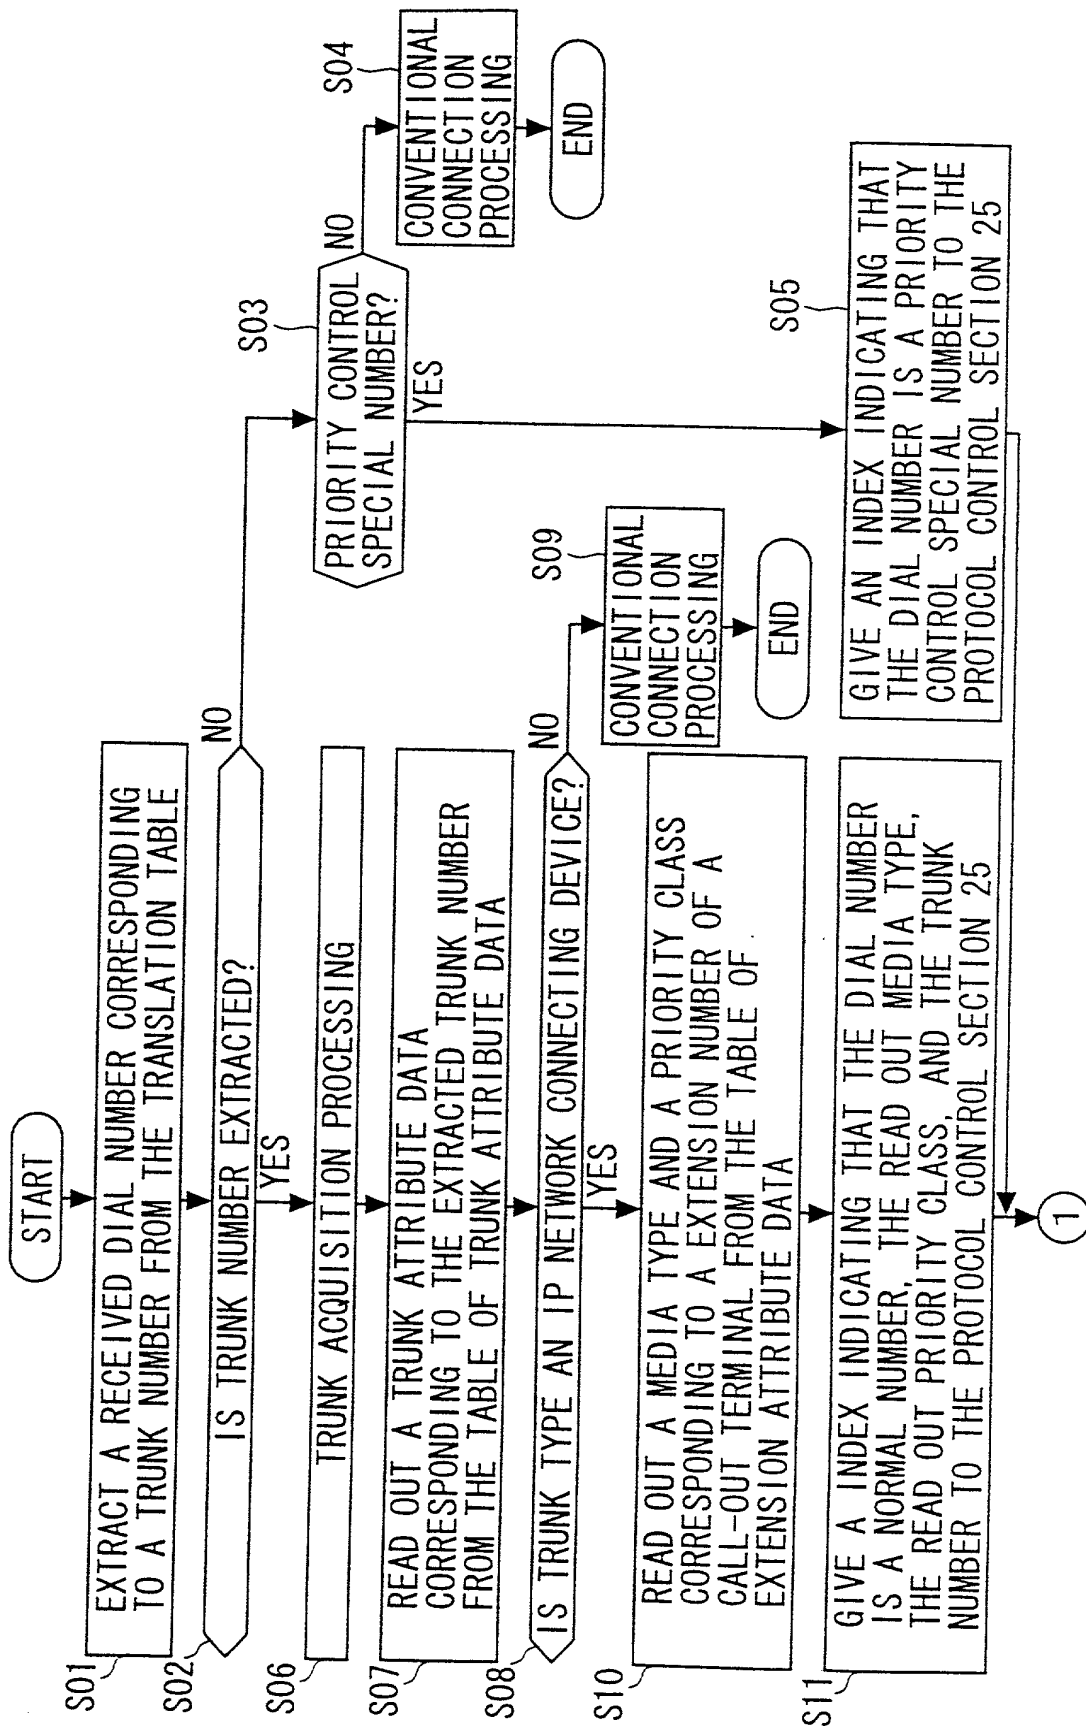 START
S01
EXTRACT A RECEIVED DIAL NUMBER CORRESPONDING
TO A TRUNK NUMBER FROM THE TRANSLATION TABLE
S02
IS TRUNK NUMBER EXTRACTED?
NO
YES
S03
PRIORITY CONTROL
SPECIAL NUMBER?
NO
YES
S04
CONVENTIONAL
CONNECTION
PROCESSING
END
S06
TRUNK ACQUISITION PROCESSING
S07
READ OUT A TRUNK ATTRIBUTE DATA
CORRESPONDING TO THE EXTRACTED TRUNK NUMBER
FROM THE TABLE OF TRUNK ATTRIBUTE DATA
S08
IS TRUNK TYPE AN IP NETWORK CONNECTING DEVICE?
NO
YES
S09
CONVENTIONAL
CONNECTION
PROCESSING
END
S10
READ OUT A MEDIA TYPE AND A PRIORITY CLASS
CORRESPONDING TO A EXTENSION NUMBER OF A
CALL-OUT TERMINAL FROM THE TABLE OF
EXTENSION ATTRIBUTE DATA
S05
GIVE AN INDEX INDICATING THAT
THE DIAL NUMBER IS A PRIORITY
CONTROL SPECIAL NUMBER TO THE
PROTOCOL CONTROL SECTION 25
S11
GIVE A INDEX INDICATING THAT THE DIAL NUMBER
IS A NORMAL NUMBER, THE READ OUT MEDIA TYPE,
THE READ OUT PRIORITY CLASS, AND THE TRUNK
NUMBER TO THE PROTOCOL CONTROL SECTION 25
1